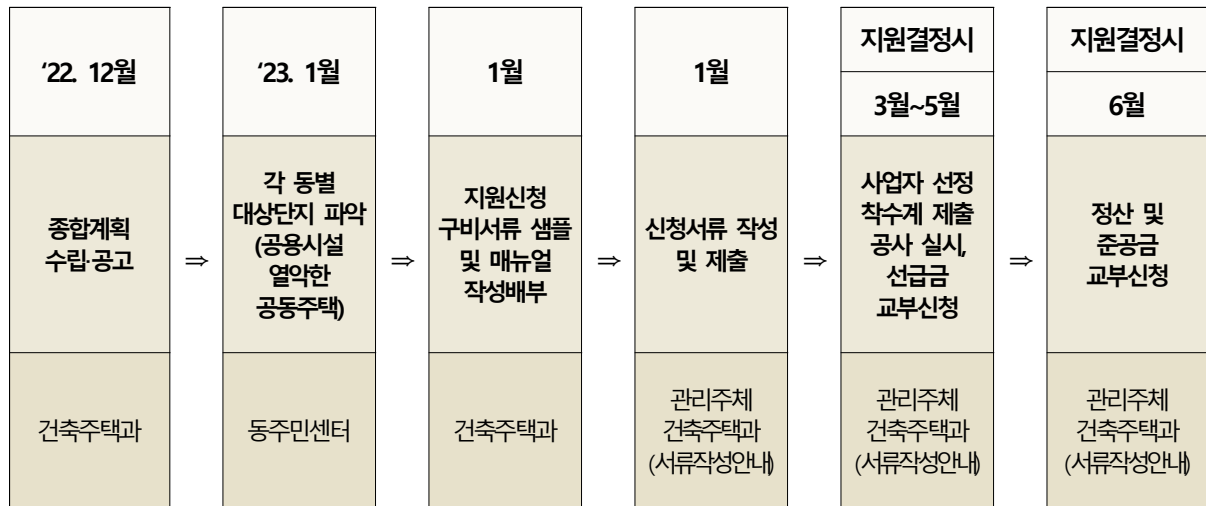 ‘22. 12월
종합계획
수립·공고
건축주택과
⇒
‘23. 1월
각 동별
대상단지 파악
(공용시설
열악한
공동주택)
동주민센터
⇒
1월
지원신청
구비서류 샘플
및 매뉴얼
작성배부
건축주택과
⇒
1월
신청서류 작성
및 제출
관리주체
건축주택과
(서류작성안내)
⇒
지원결정시
3월~5월
사업자 선정
착수계 제출
공사 실시,
선급금
교부신청
관리주체
건축주택과
(서류작성안내)
⇒
지원결정시
6월
정산 및
준공금
교부신청
관리주체
건축주택과
(서류작성안내)